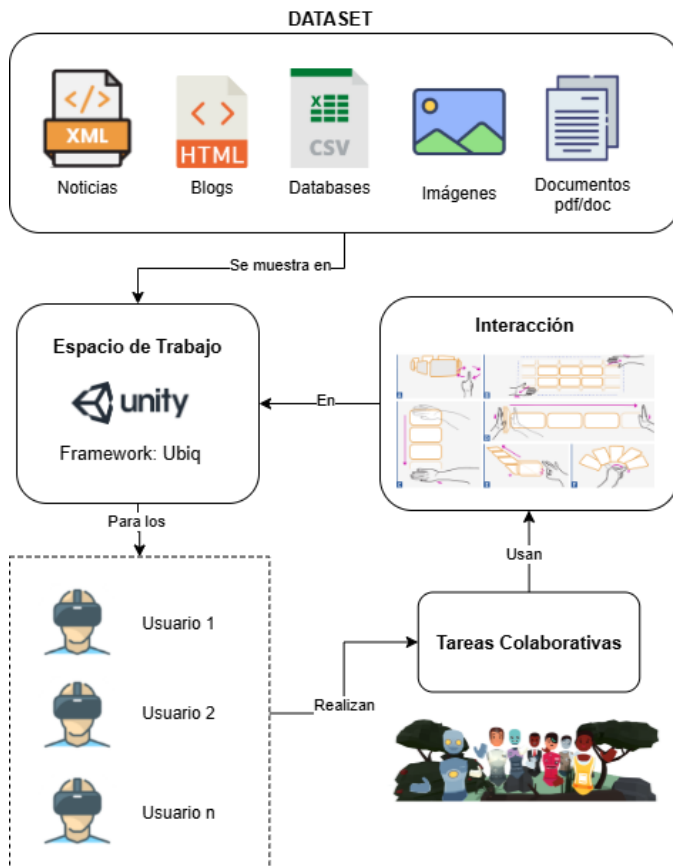 DATASET
XML
HTML
X
CSV
Noticias
Blogs
Databases
Imágenes
Documentos
pdf/doc
Se muestra en
Espacio de Trabajo
unity
Framework: Ubiq
En
Interacción
A
C
D
E
F
Para los
Usan
Usuario 1
Usuario 2
Usuario n
Realizan
Tareas Colaborativas